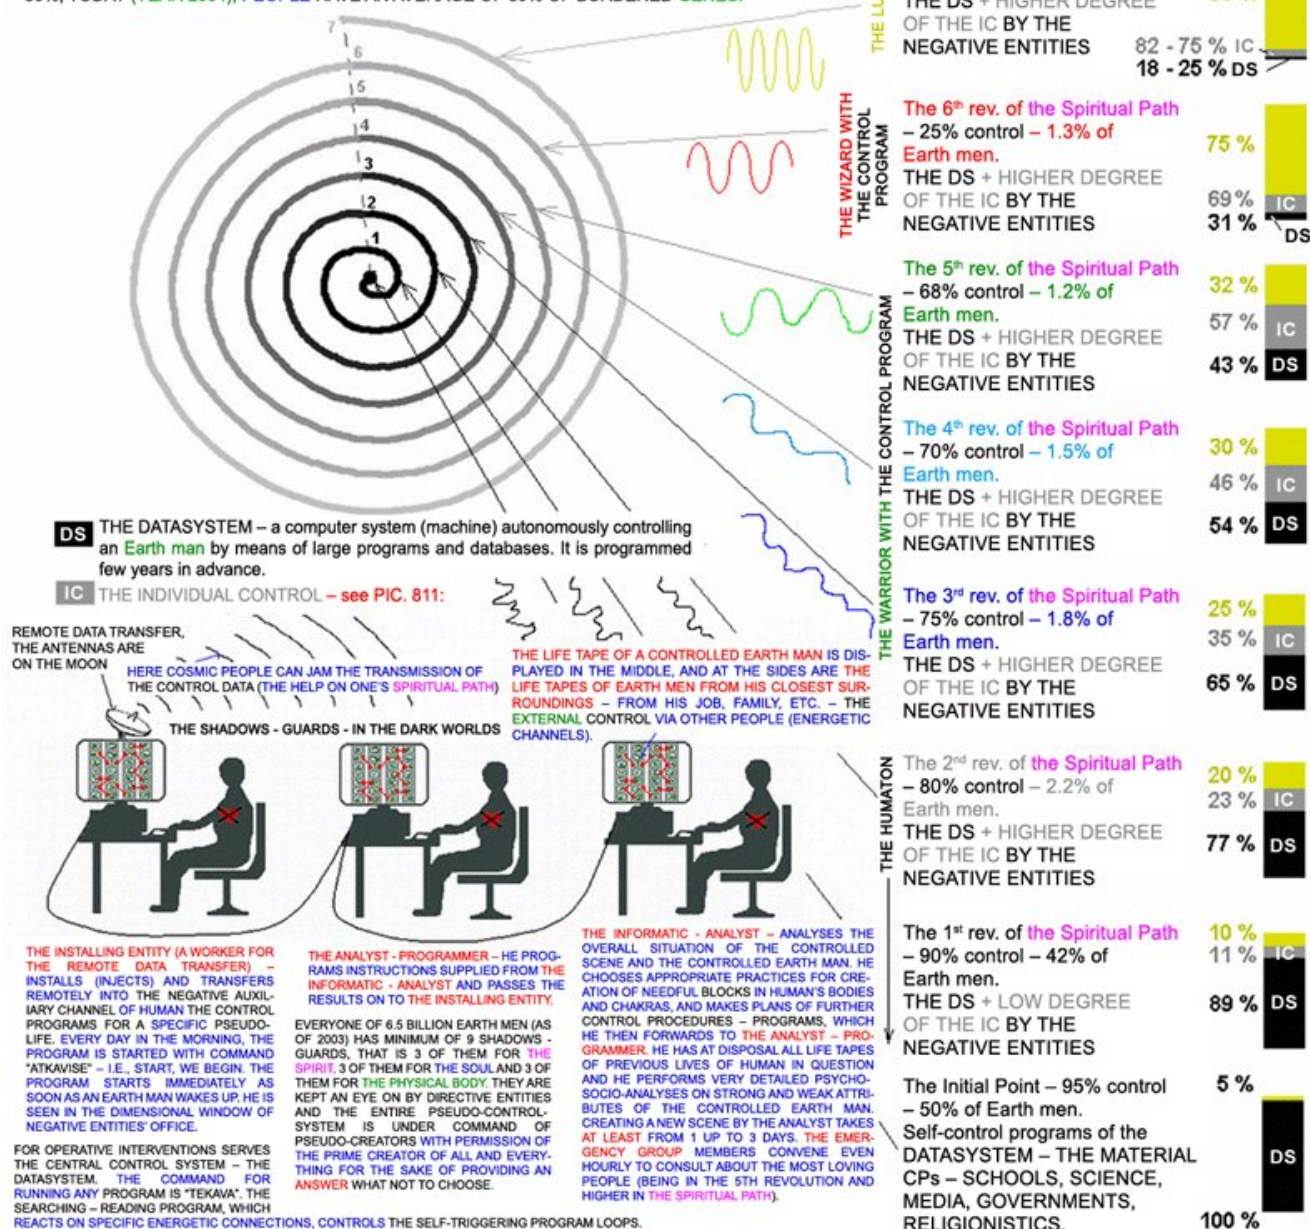 7
6
5
4
3
2
1
THE DS + HIGHER DEGREE
OF THE IC BY THE
NEGATIVE ENTITIES
82 - 75 % IC
18 - 25 % DS
THE WIZARD WITH
THE CONTROL
PROGRAM
The 6th rev. of the Spiritual Path
– 25% control – 1.3% of
Earth men.
THE DS + HIGHER DEGREE
OF THE IC BY THE
NEGATIVE ENTITIES
75 %
69 %
IC
31 %
DS
The 5th rev. of the Spiritual Path
– 68% control – 1.2% of
Earth men.
THE DS + HIGHER DEGREE
OF THE IC BY THE
NEGATIVE ENTITIES
32 %
57 %
IC
43 %
DS
THE WARRIOR WITH THE CONTROL PROGRAM
The 4th rev. of the Spiritual Path
– 70% control – 1.5% of
Earth men.
THE DS + HIGHER DEGREE
OF THE IC BY THE
NEGATIVE ENTITIES
30 %
46 %
IC
54 %
DS
The 3rd rev. of the Spiritual Path
– 75% control – 1.8% of
Earth men.
THE DS + HIGHER DEGREE
OF THE IC BY THE
NEGATIVE ENTITIES
25 %
35 %
IC
65 %
DS
THE HUMATON
The 2nd rev. of the Spiritual Path
– 80% control – 2.2% of
Earth men.
THE DS + HIGHER DEGREE
OF THE IC BY THE
NEGATIVE ENTITIES
20 %
23 %
IC
77 %
DS
The 1st rev. of the Spiritual Path
– 90% control – 42% of
Earth men.
THE DS + LOW DEGREE
OF THE IC BY THE
NEGATIVE ENTITIES
10 %
11 %
IC
89 %
DS
The Initial Point – 95% control
– 50% of Earth men.
Self-control programs of the
DATASYSTEM – THE MATERIAL
CPs – SCHOOLS, SCIENCE,
MEDIA, GOVERNMENTS,
RELIGIONISTICS.
5 %
DS
100 %
DS THE DATASYSTEM – a computer system (machine) autonomously controlling
an Earth man by means of large programs and databases. It is programmed
few years in advance.
IC THE INDIVIDUAL CONTROL – see PIC. 811:
REMOTE DATA TRANSFER,
THE ANTENNAS ARE
ON THE MOON
HERE COSMIC PEOPLE CAN JAM THE TRANSMISSION OF
THE CONTROL DATA (THE HELP ON ONE'S SPIRITUAL PATH)
THE SHADOWS - GUARDS - IN THE DARK WORLDS
THE LIFE TAPE OF A CONTROLLED EARTH MAN IS DIS-
PLAYED IN THE MIDDLE, AND AT THE SIDES ARE THE
LIFE TAPES OF EARTH MEN FROM HIS CLOSEST SUR-
ROUNDINGS – FROM HIS JOB, FAMILY, ETC. – THE
EXTERNAL CONTROL VIA OTHER PEOPLE (ENERGETIC
CHANNELS).
THE INSTALLING ENTITY (A WORKER FOR
THE REMOTE DATA TRANSFER) –
INSTALLS (INJECTS) AND TRANSFERS
REMOTELY INTO THE NEGATIVE AUXIL-
IARY CHANNEL OF HUMAN THE CONTROL
PROGRAMS FOR A SPECIFIC PSEUDO-
LIFE. EVERY DAY IN THE MORNING, THE
PROGRAM IS STARTED WITH COMMAND
"ATKAVISE" – I.E., START, WE BEGIN. THE
PROGRAM STARTS IMMEDIATELY AS
SOON AS AN EARTH MAN WAKES UP. HE IS
SEEN IN THE DIMENSIONAL WINDOW OF
NEGATIVE ENTITIES' OFFICE.
FOR OPERATIVE INTERVENTIONS SERVES
THE CENTRAL CONTROL SYSTEM – THE
DATASYSTEM. THE COMMAND FOR
RUNNING ANY PROGRAM IS "TEKAVA". THE
SEARCHING – READING PROGRAM, WHICH
REACTS ON SPECIFIC ENERGETIC CONNECTIONS, CONTROLS THE SELF-TRIGGERING PROGRAM LOOPS.
THE ANALYST - PROGRAMMER – HE PROG-
RAMS INSTRUCTIONS SUPPLIED FROM THE
INFORMATIC - ANALYST AND PASSES THE
RESULTS ON TO THE INSTALLING ENTITY.
EVERYONE OF 6.5 BILLION EARTH MEN (AS
OF 2003) HAS MINIMUM OF 9 SHADOWS -
GUARDS, THAT IS 3 OF THEM FOR THE
SPIRIT, 3 OF THEM FOR THE SOUL AND 3 OF
THEM FOR THE PHYSICAL BODY. THEY ARE
KEPT AN EYE ON BY DIRECTIVE ENTITIES
AND THE ENTIRE PSEUDO-CONTROL-
SYSTEM IS UNDER COMMAND OF
PSEUDO-CREATORS WITH PERMISSION OF
THE PRIME CREATOR OF ALL AND EVERY-
THING FOR THE SAKE OF PROVIDING AN
ANSWER WHAT NOT TO CHOOSE.
THE INFORMATIC - ANALYST – ANALYSES THE
OVERALL SITUATION OF THE CONTROLLED
SCENE AND THE CONTROLLED EARTH MAN. HE
CHOOSES APPROPRIATE PRACTICES FOR CRE-
ATION OF NEEDFUL BLOCKS IN HUMAN'S BODIES
AND CHAKRAS, AND MAKES PLANS OF FURTHER
CONTROL PROCEDURES – PROGRAMS, WHICH
HE THEN FORWARDS TO THE ANALYST – PRO-
GRAMMER. HE HAS AT DISPOSAL ALL LIFE TAPES
OF PREVIOUS LIVES OF HUMAN IN QUESTION
AND HE PERFORMS VERY DETAILED PSYCHO-
SOCIO-ANALYSES ON STRONG AND WEAK ATTRI-
BUTES OF THE CONTROLLED EARTH MAN.
CREATING A NEW SCENE BY THE ANALYST TAKES
AT LEAST FROM 1 UP TO 3 DAYS. THE EMER-
GENCY GROUP MEMBERS CONVENE EVEN
HOURLY TO CONSULT ABOUT THE MOST LOVING
PEOPLE (BEING IN THE 5TH REVOLUTION AND
HIGHER IN THE SPIRITUAL PATH).